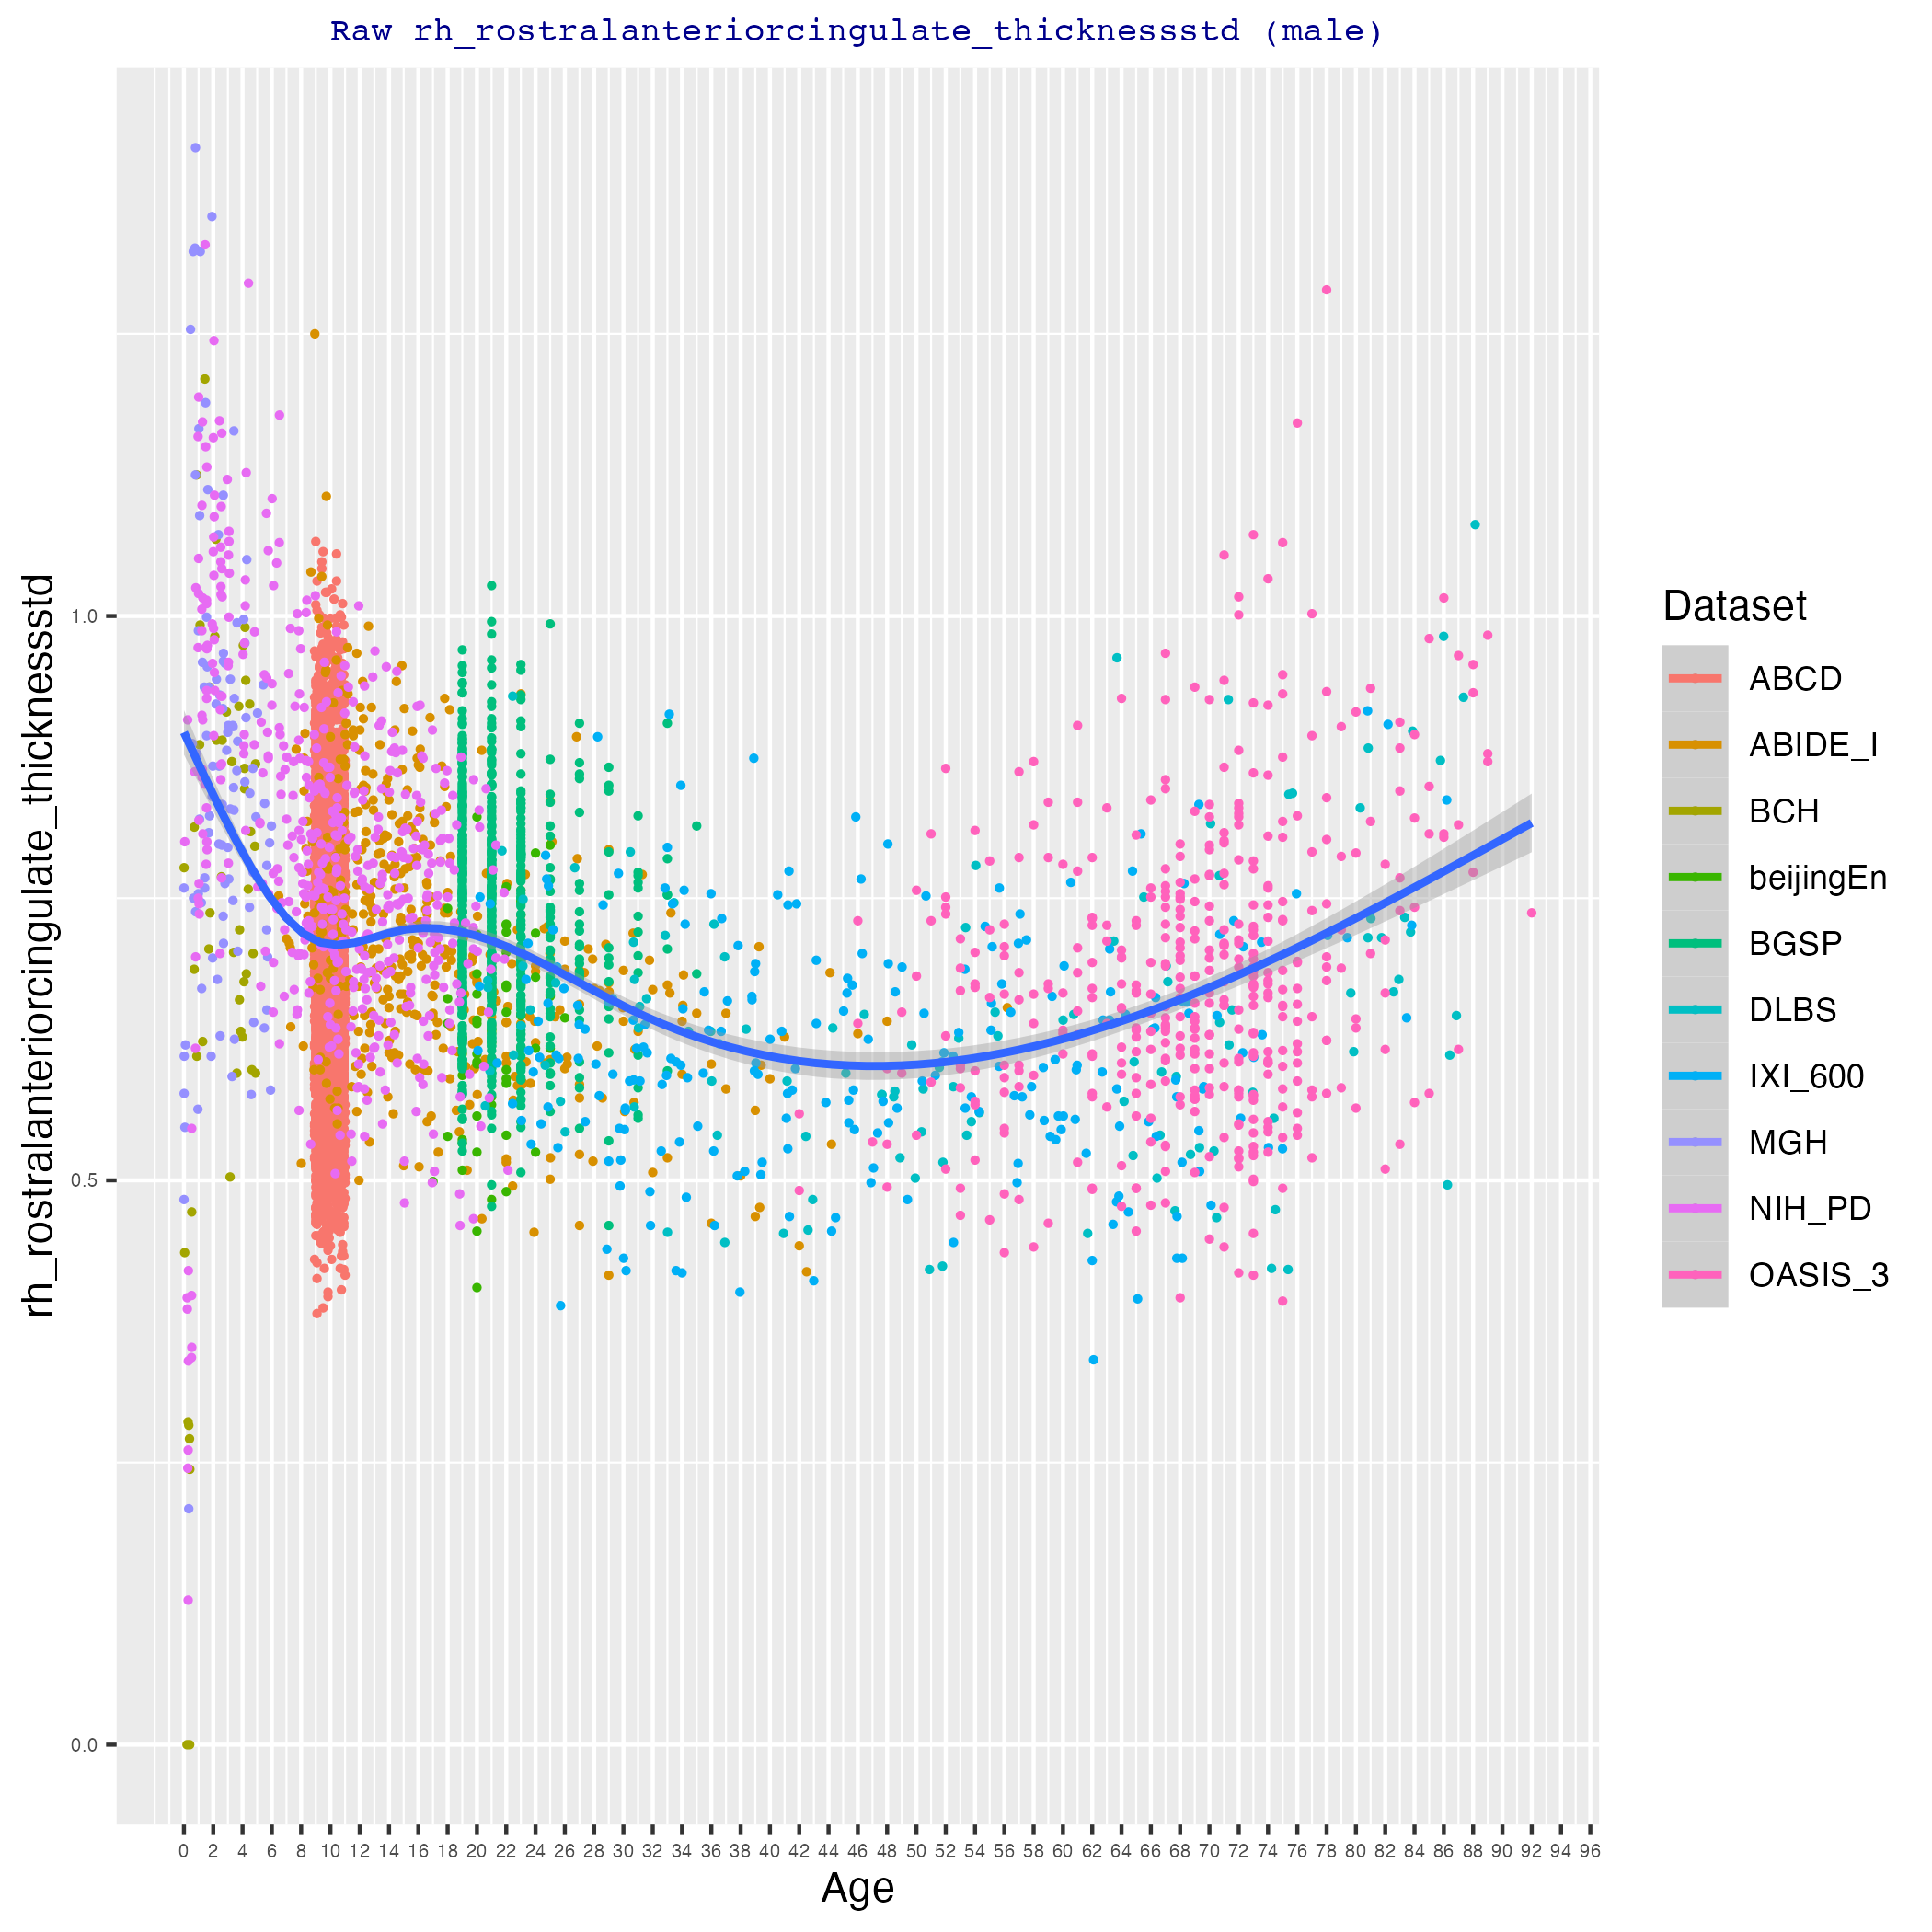 Raw rh_rostralanteriorcingulate_thicknessstd (male)
rh_rostralanteriorcingulate_thicknessstd
1.0
0.5
0.0
0 2 4 6 8 10 12 14 16 18 20 22 24 26 28 30 32 34 36 38 40 42 44 46 48 50 52 54 56 58 60 62 64 66 68 70 72 74 76 78 80 82 84 86 88 90 92 94 96
Age
Dataset
ABCD
ABIDE_I
BCH
beijingEn
BGSP
DLBS
IXI_600
MGH
NIH_PD
OASIS_3